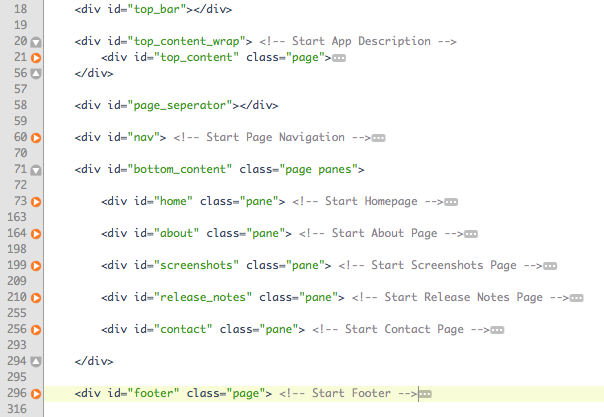 18 <div id="top_bar"></div>
19
20 <div id="top_content_wrap"> <!-- Start App Description -->
21 <div id="top_content" class="page">
56 </div>
57
58 <div id="page_seperator"></div>
59
60 <div id="nav"> <!-- Start Page Navigation -->
70
71 <div id="bottom_content" class="page panes">
72
73 <div id="home" class="pane"> <!-- Start Homepage -->
163
164 <div id="about" class="pane"> <!-- Start About Page -->
198
199 <div id="screenshots" class="pane"> <!-- Start Screenshots Page -->
209
210 <div id="release_notes" class="pane"> <!-- Start Release Notes Page -->
255
256 <div id="contact" class="pane"> <!-- Start Contact Page -->
293
294 </div>
295
296 <div id="footer" class="page"> <!-- Start Footer -->
316